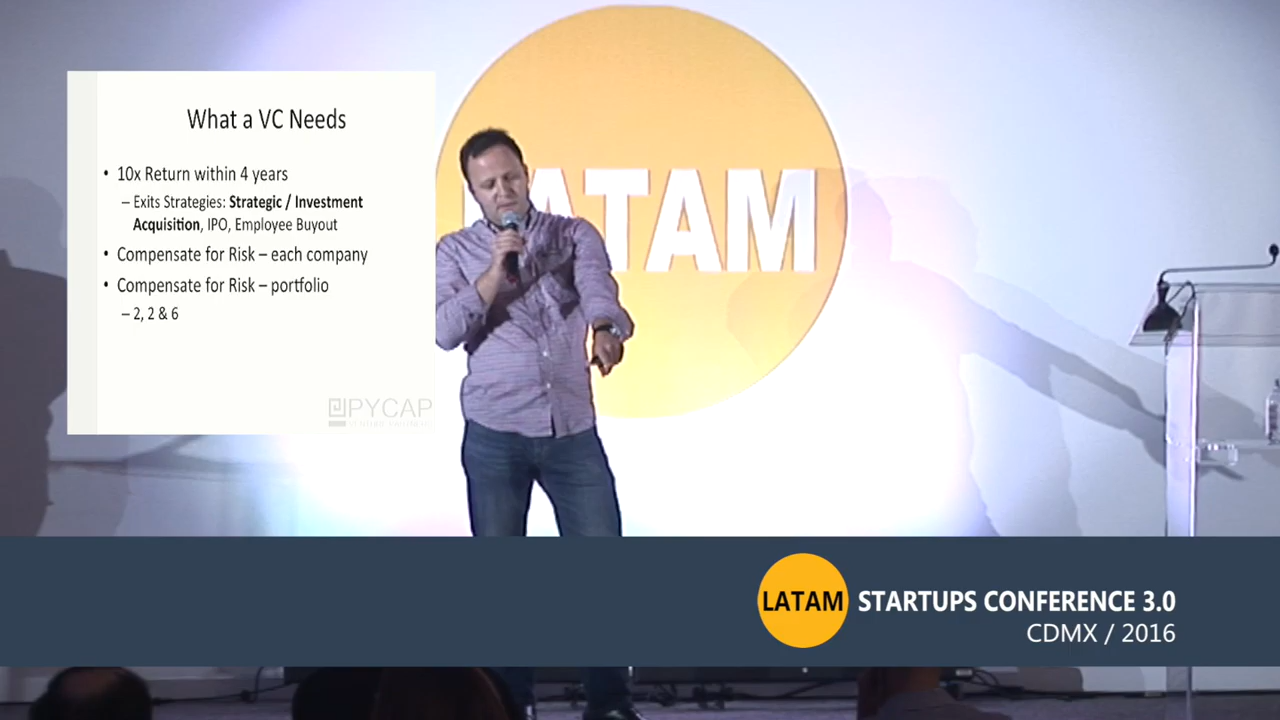 What a VC Needs
• 10x Return within 4 years
– Exits Strategies: Strategic / Investment
Acquisition, IPO, Employee Buyout
• Compensate for Risk – each company
• Compensate for Risk – portfolio
– 2, 2 & 6
PYCAP
LATAM
LATAM STARTUPS CONFERENCE 3.0
CDMX / 2016